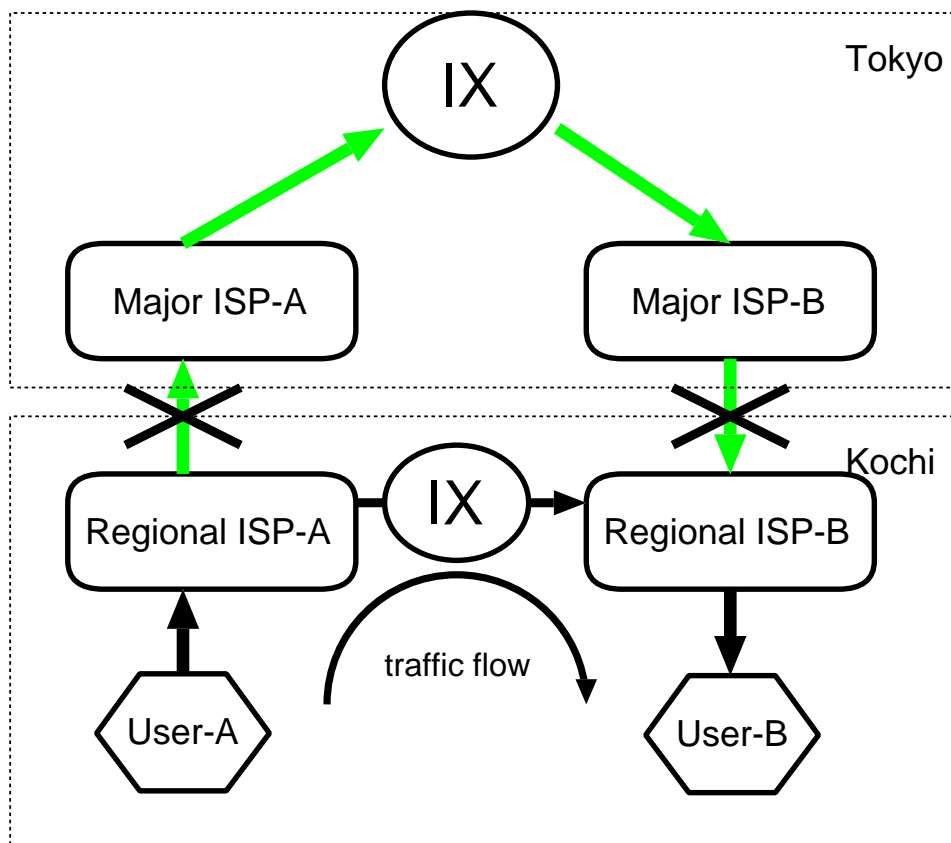 IX
Tokyo
Major ISP-A
Major ISP-B
Kochi
Regional ISP-A
IX
Regional ISP-B
traffic flow
User-A
User-B